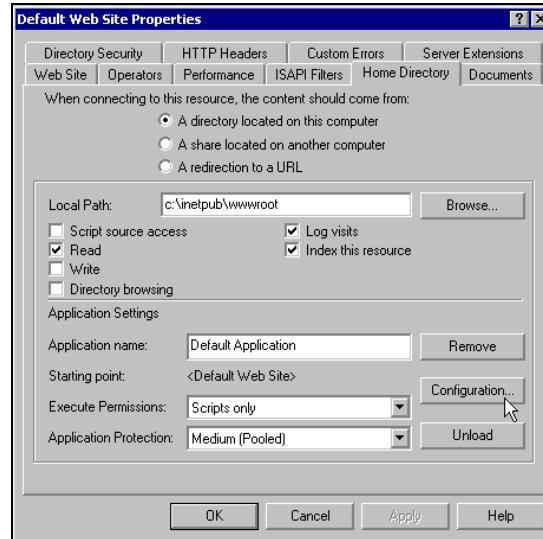 Default Web Site Properties
Directory Security HTTP Headers Custom Errors Server Extensions
Web Site Operators Performance ISAPI Filters Home Directory Documents
When connecting to this resource, the content should come from:
A directory located on this computer
A share located on another computer
A redirection to a URL
Local Path: c:\inetpub\wwwroot Browse...
Script source access Log visits
Read Index this resource
Write
Directory browsing
Application Settings
Application name: Default Application Remove
Starting point: <Default Web Site>
Configuration...
Execute Permissions: Scripts only
Application Protection: Medium (Pooled) Unload
OK Cancel Apply Help